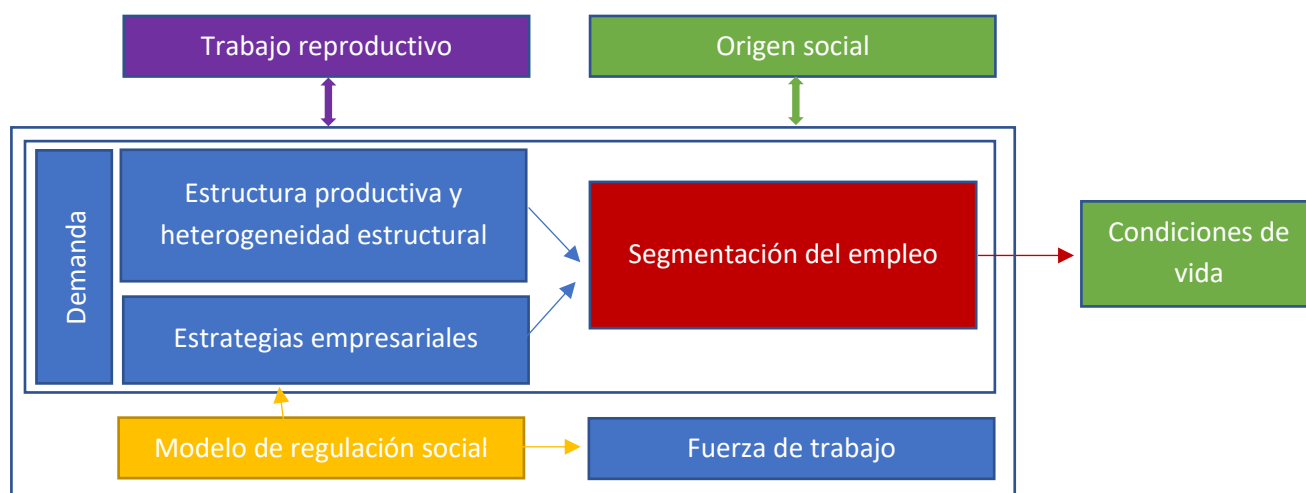 Trabajo reproductivo
Origen social
Demanda
Estructura productiva y
heterogeneidad estructural
Estrategias empresariales
Segmentación del empleo
Condiciones de
vida
Modelo de regulación social
Fuerza de trabajo